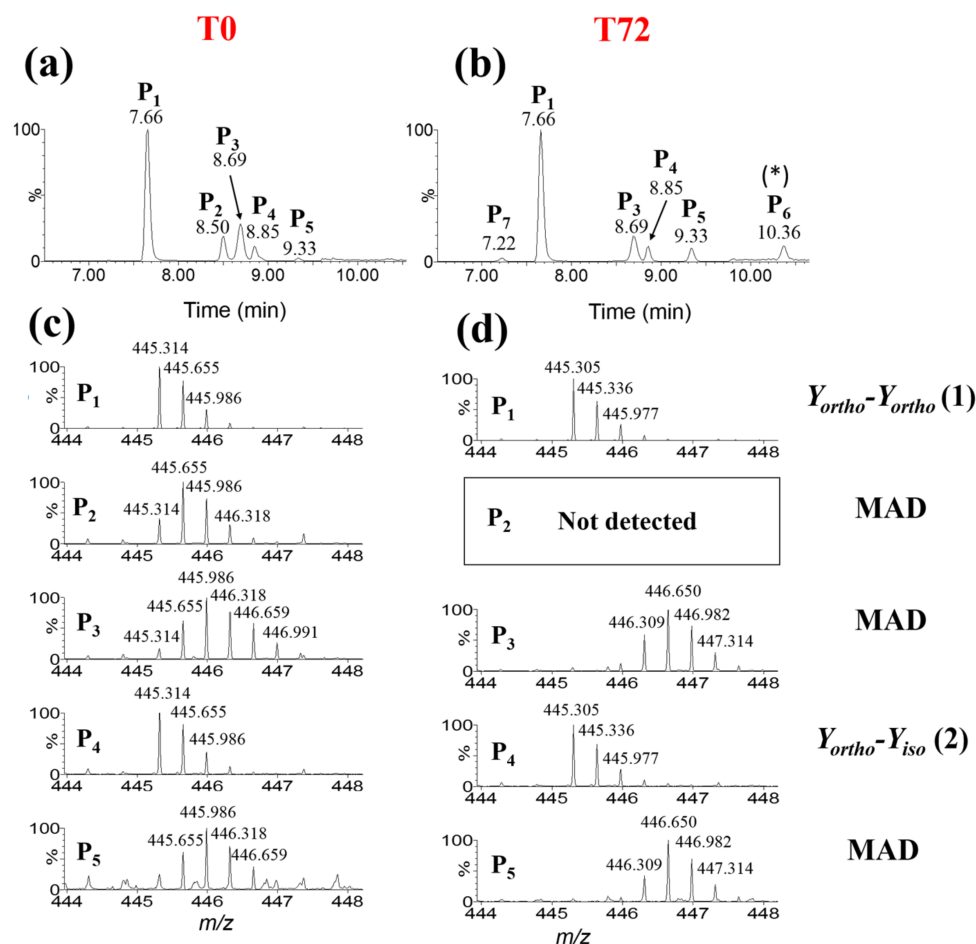 T0
T72
(a)
(b)
P1
7.66
P3
8.69
P2
8.50
P4
8.85
P5
9.33
100
%
0
7.00 8.00 9.00 10.00
Time (min)
P1
7.66
P4
8.85
(*)
P7
7.22
P3
8.69
P5
9.33
P6
10.36
100
%
0
7.00 8.00 9.00 10.00
Time (min)
(c)
445.314
445.655
445.986
100
%
0
P1
444 445 446 447 448
445.655
445.986
445.314
446.318
100
%
0
P2
444 445 446 447 448
445.986
446.318
445.655
446.659
445.314
446.991
100
%
0
P3
444 445 446 447 448
445.314
445.655
445.986
100
%
0
P4
444 445 446 447 448
445.986
446.318
445.655
446.659
100
%
0
P5
444 445 446 447 448
m/z
(d)
445.305
445.336
445.977
100
%
0
P1
444 445 446 447 448
Yortho-Yortho (1)
P2 Not detected
MAD
446.650
446.982
446.309
447.314
100
%
0
P3
444 445 446 447 448
MAD
445.305
445.336
445.977
100
%
0
P4
444 445 446 447 448
Yortho-Yiso (2)
446.650
446.982
446.309
447.314
100
%
0
P5
444 445 446 447 448
MAD
m/z